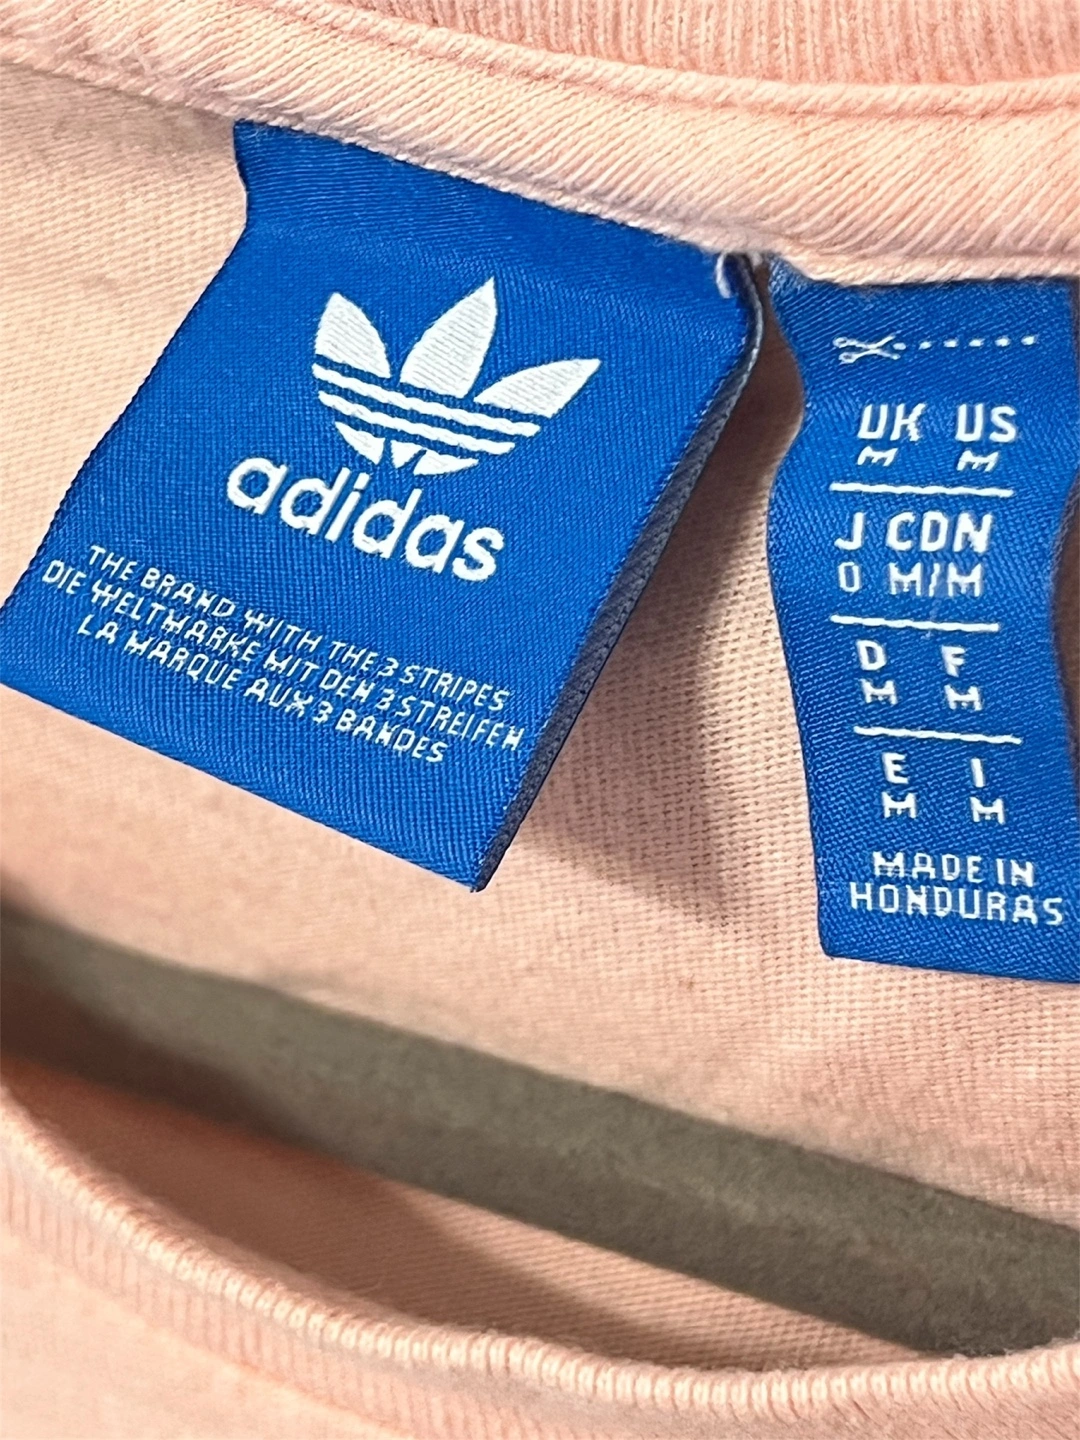 adidas
THE BRAND WITH THE 3 STRIPES
DIE WELTMARKE MIT DEN 3 STREIFEN
LA MARQUE AUX 3 BANDES
UK US
M M
J CDN
O M/M
D F
M M
E I
M M
MADE IN
HONDURAS